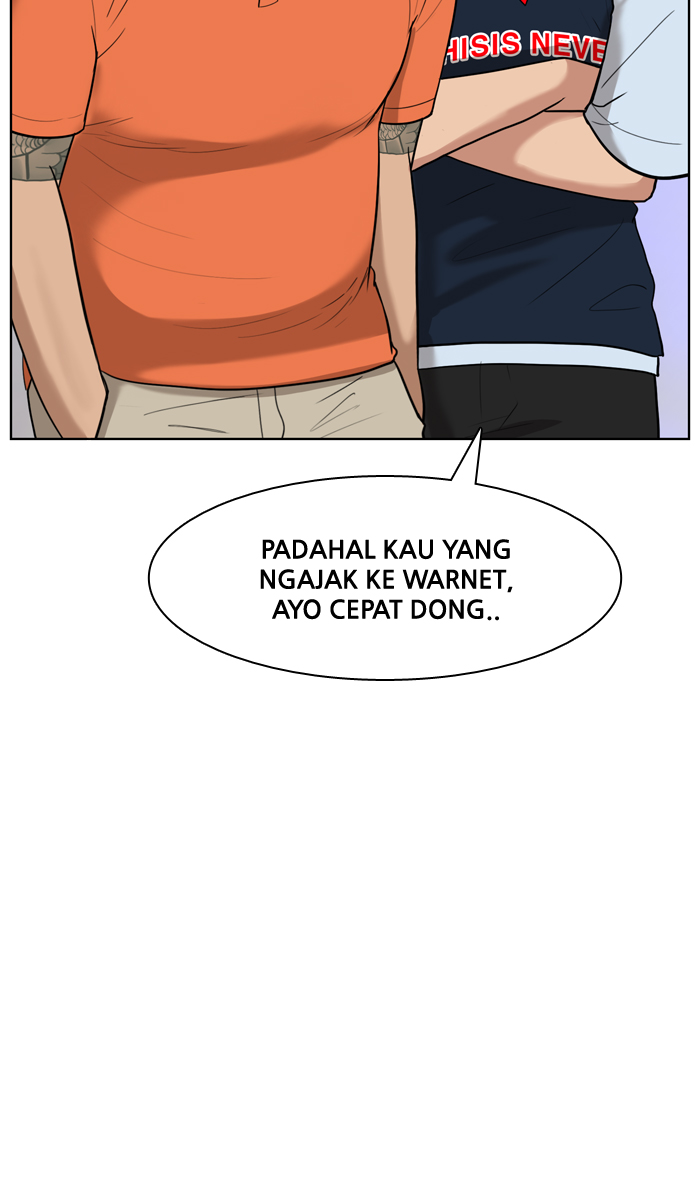 HISIS NEVE
PADAHAL KAU YANG
NGAJAK KE WARNET,
AYO CEPAT DONG..